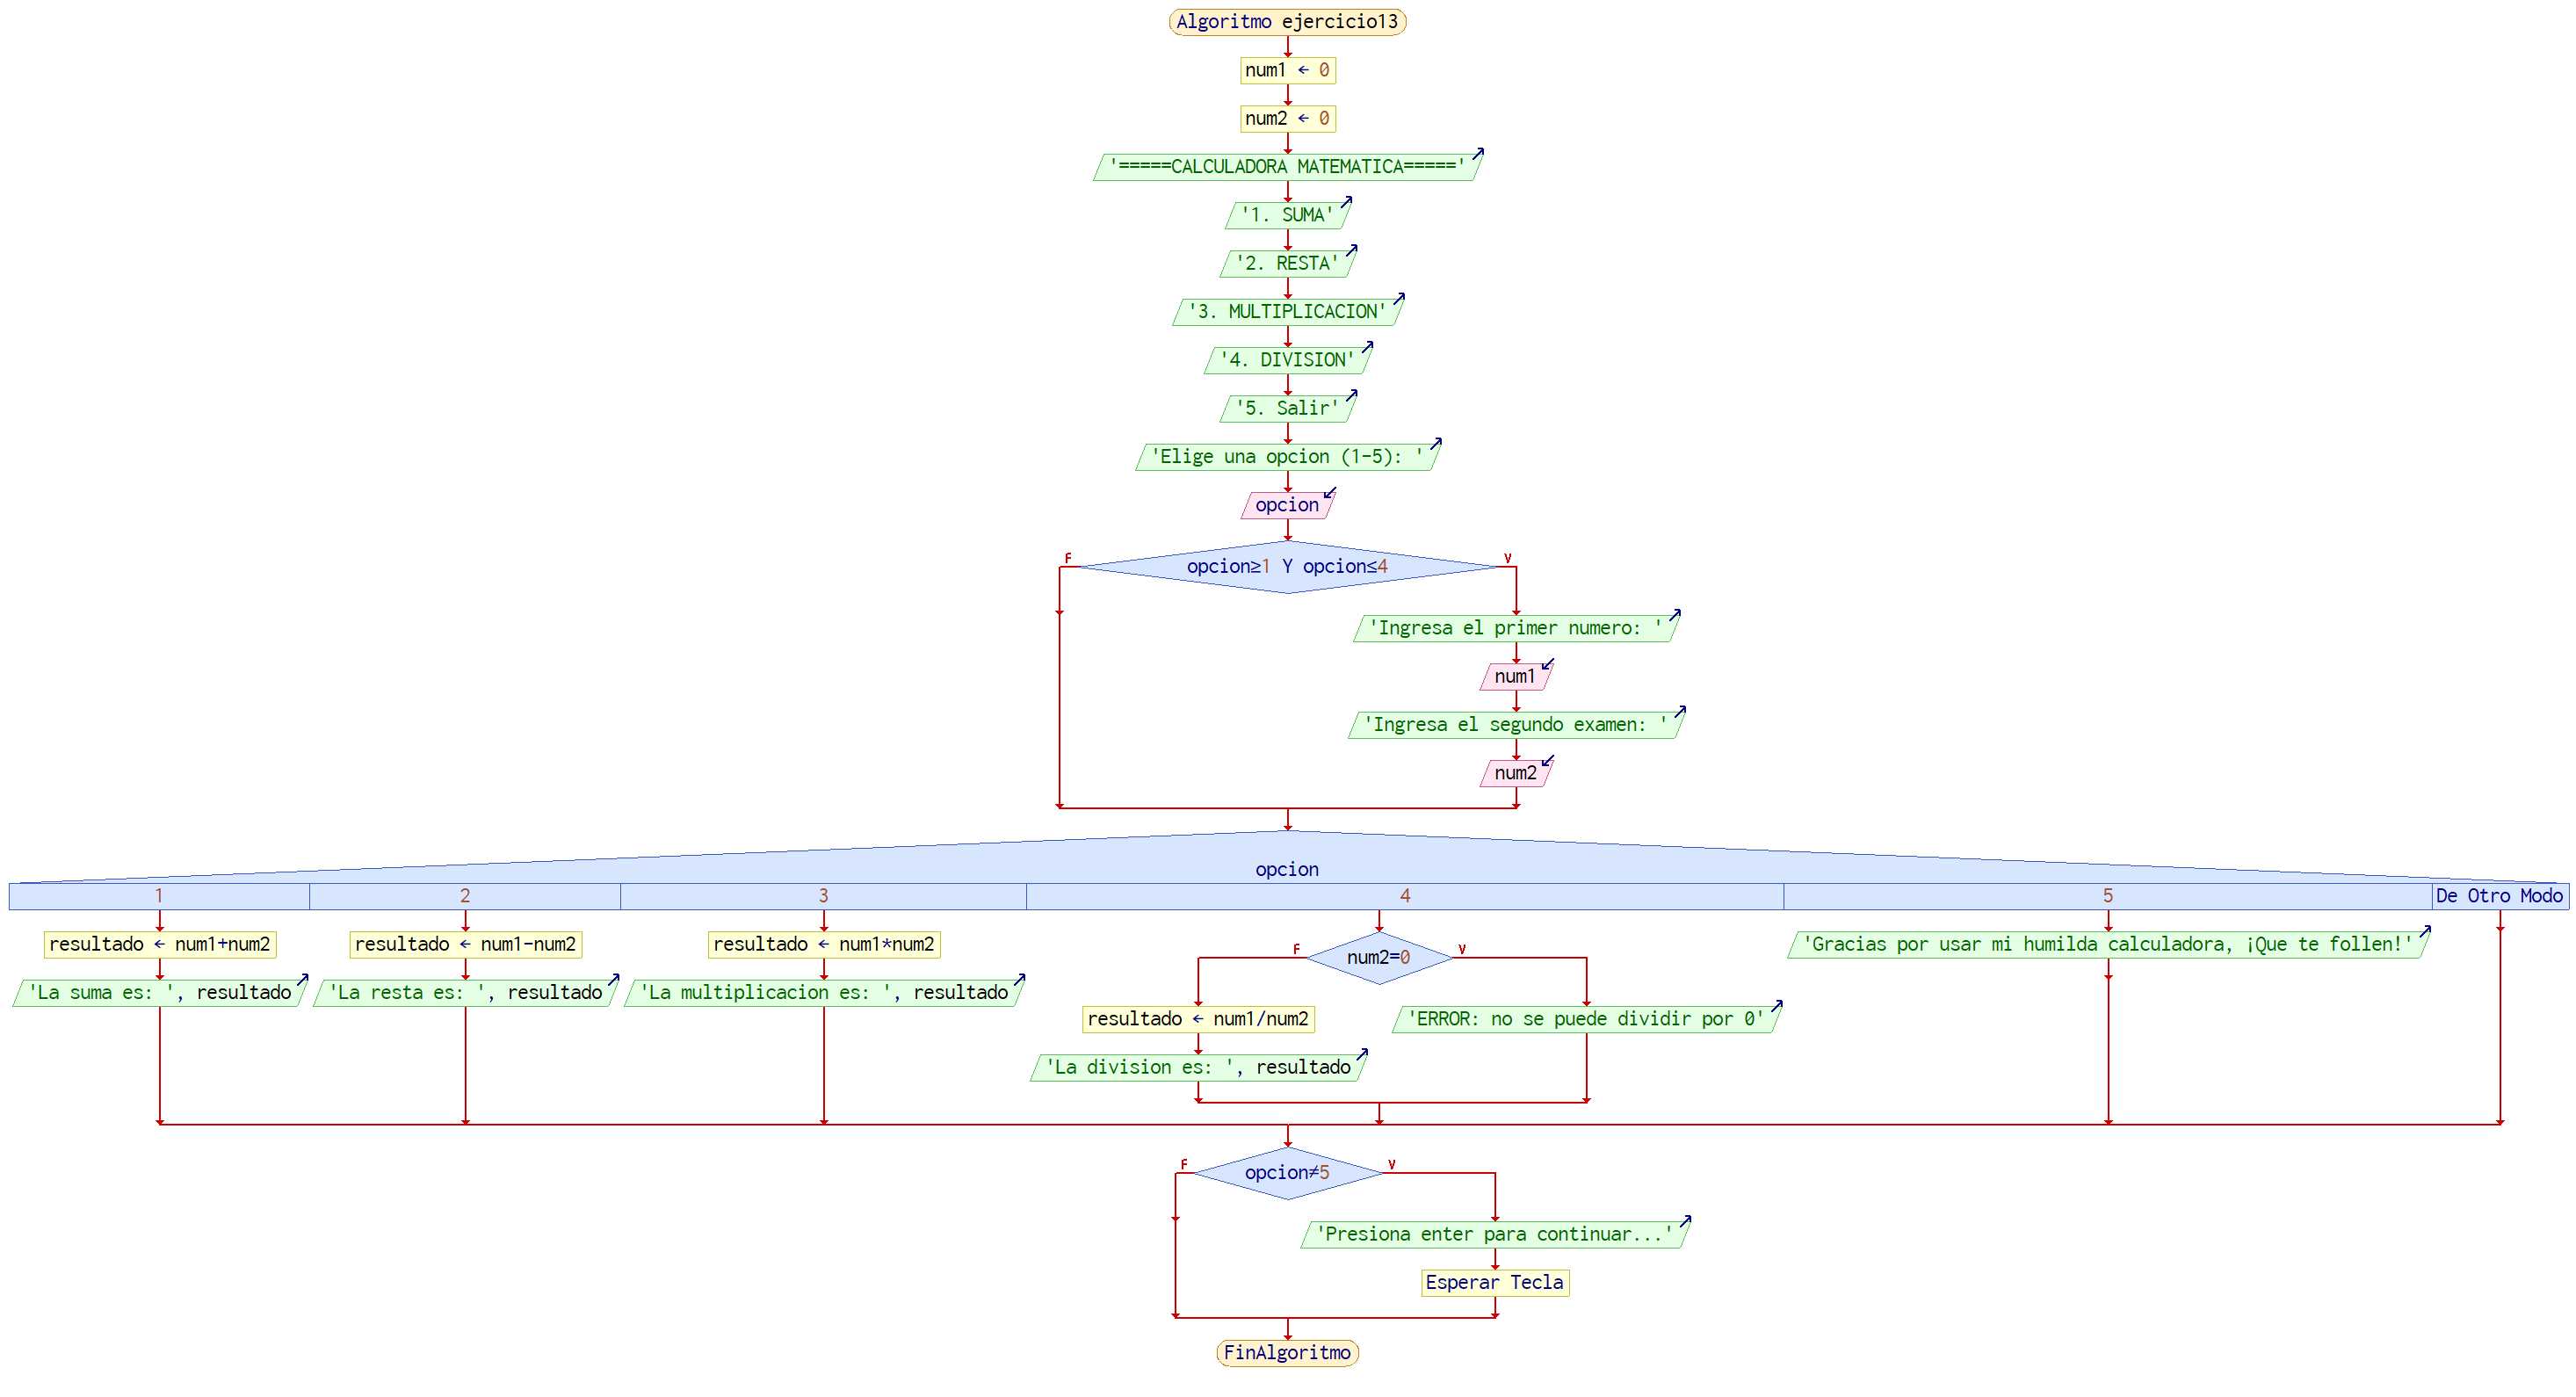 Algoritmo ejercicio13
num1 ← 0
num2 ← 0
'=====CALCULADORA MATEMATICA====='
'1. SUMA'
'2. RESTA'
'3. MULTIPLICACION'
'4. DIVISION'
'5. Salir'
'Elige una opcion (1-5): '
opcion
F
opcion≥1 Y opcion≤4
V
'Ingresa el primer numero: '
num1
'Ingresa el segundo examen: '
num2
opcion
1 2 3 4 5 De Otro Modo
resultado ← num1+num2
'La suma es: ', resultado
resultado ← num1-num2
'La resta es: ', resultado
resultado ← num1*num2
'La multiplicacion es: ', resultado
F
num2=0
V
resultado ← num1/num2
'La division es: ', resultado
'ERROR: no se puede dividir por 0'
'Gracias por usar mi humilda calculadora, ¡Que te follen!'
F
opcion≠5
V
'Presiona enter para continuar...'
Esperar Tecla
FinAlgoritmo